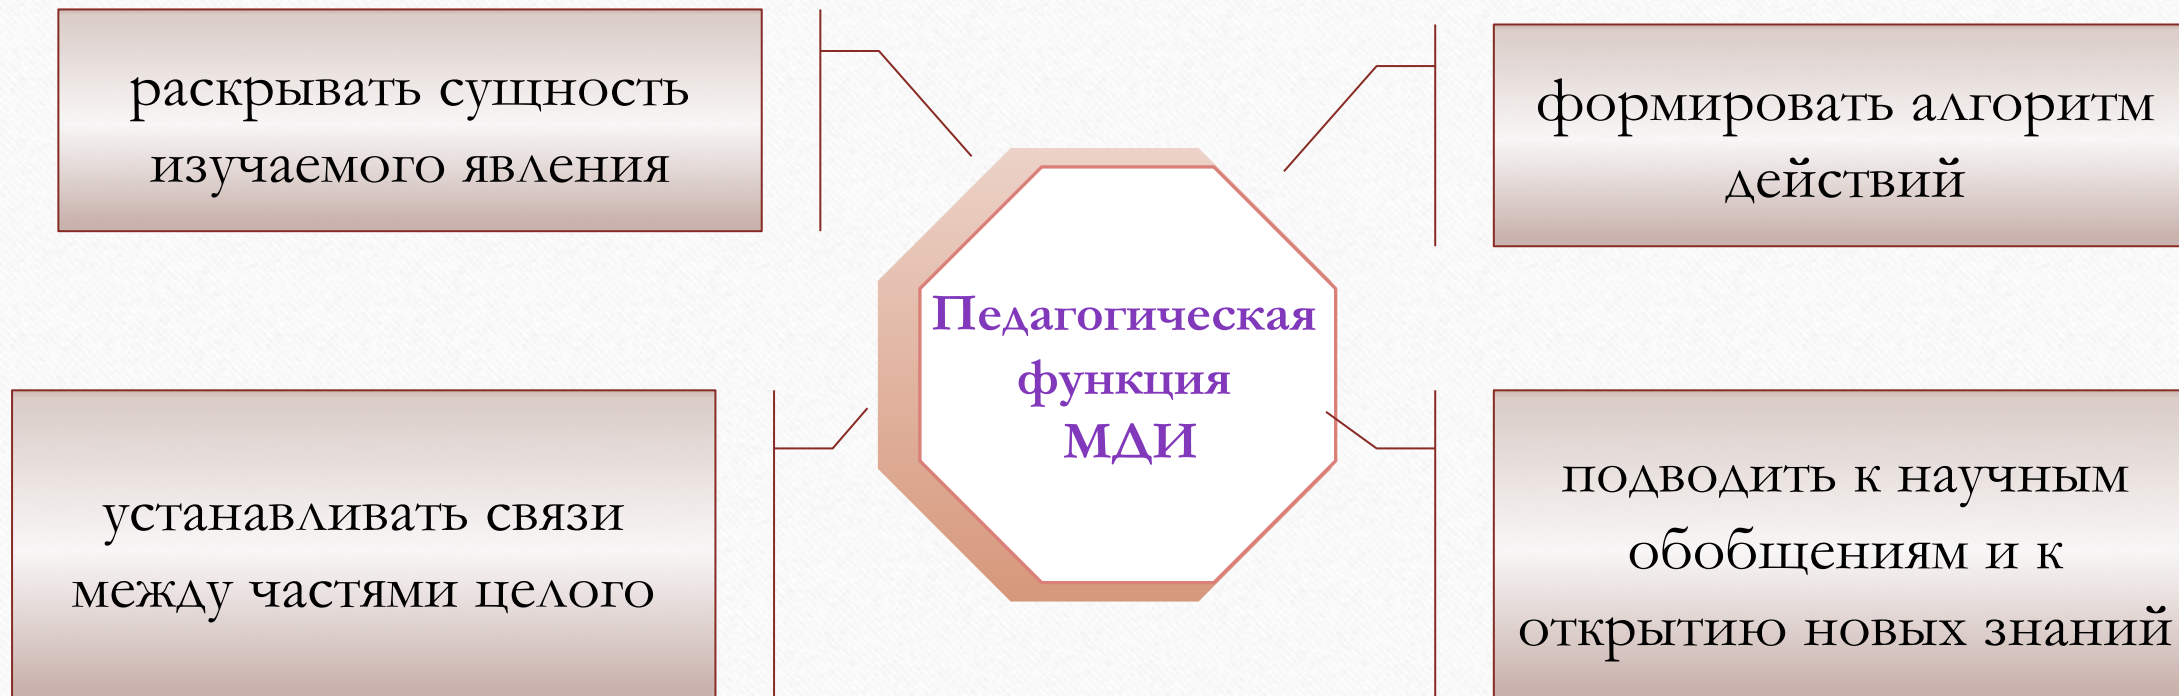 раскрывать сущность
изучаемого явления
формировать алгоритм
действий
Педагогическая
функция
МДИ
устанавливать связи
между частями целого
подводить к научным
обобщениям и к
открытию новых знаний